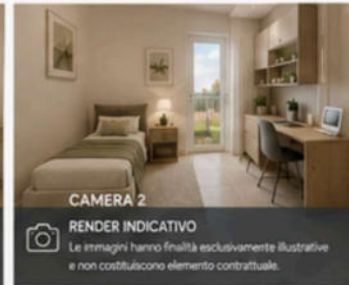 CAMERA 2
RENDER INDICATIVO
Le immagini hanno finalità esclusivamente illustrative
e non costituiscono elemento contrattuale.